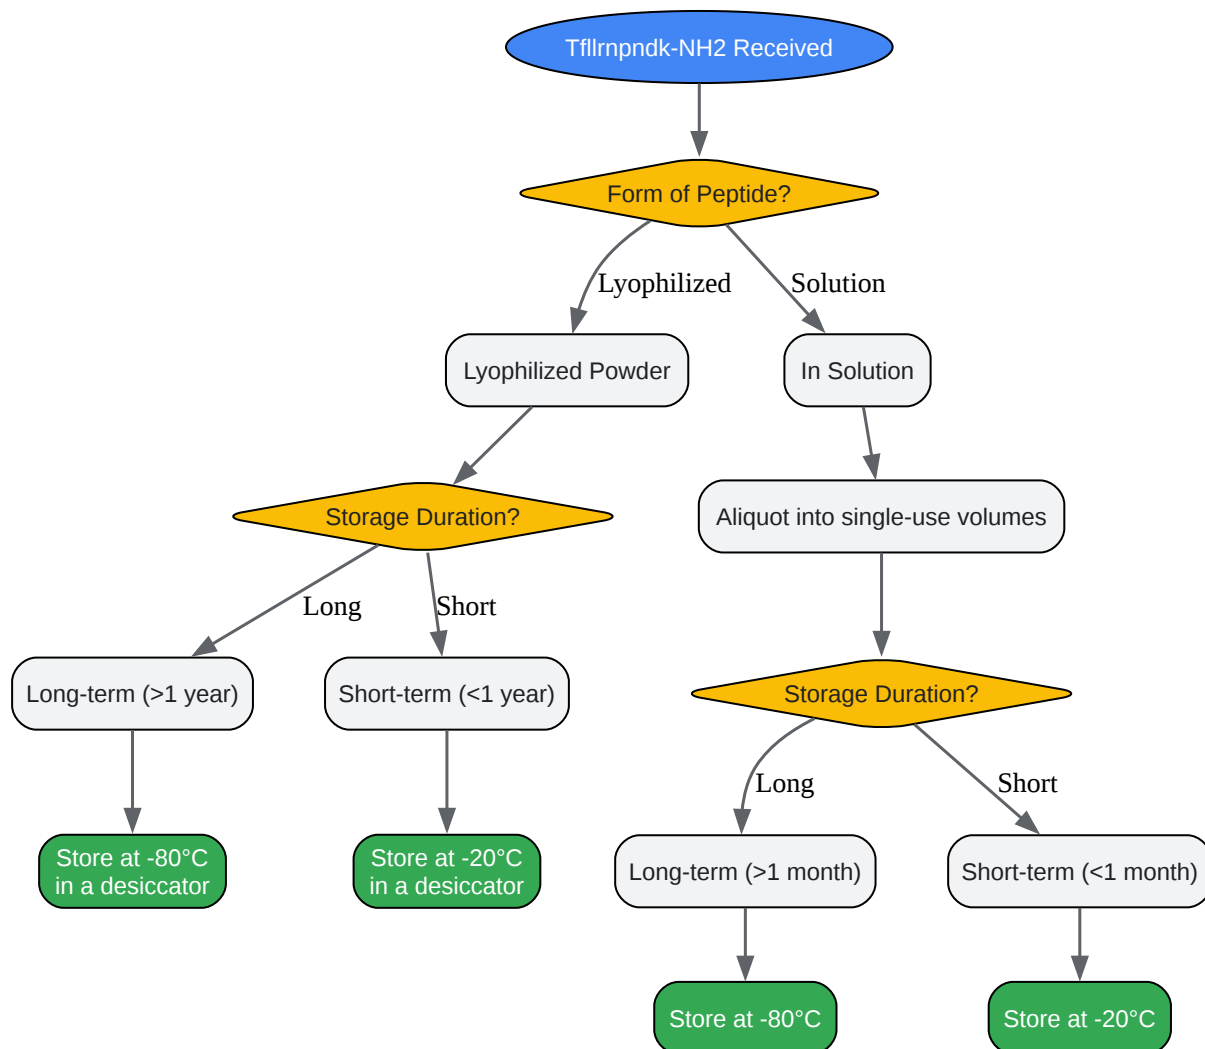 Tfllrnpndk-NH2 Received
Form of Peptide?
Lyophilized
Solution
Lyophilized Powder
In Solution
Storage Duration?
Aliquot into single-use volumes
Long
Short
Long-term (>1 year)
Short-term (<1 year)
Storage Duration?
Long
Short
Store at -80°C
in a desiccator
Store at -20°C
in a desiccator
Long-term (>1 month)
Short-term (<1 month)
Store at -80°C
Store at -20°C